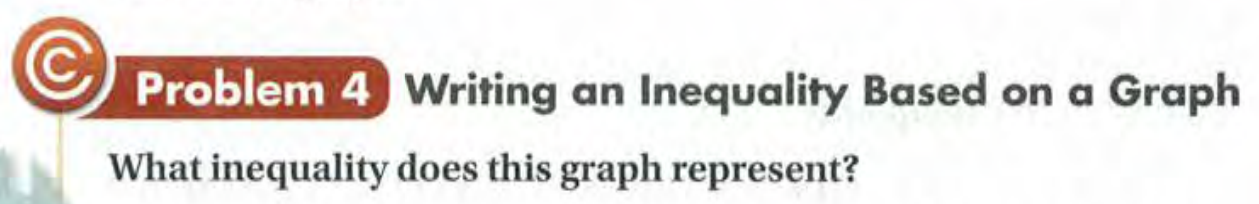 © Problem 4 Writing an Inequality Based on a Graph
What inequality does this graph represent?